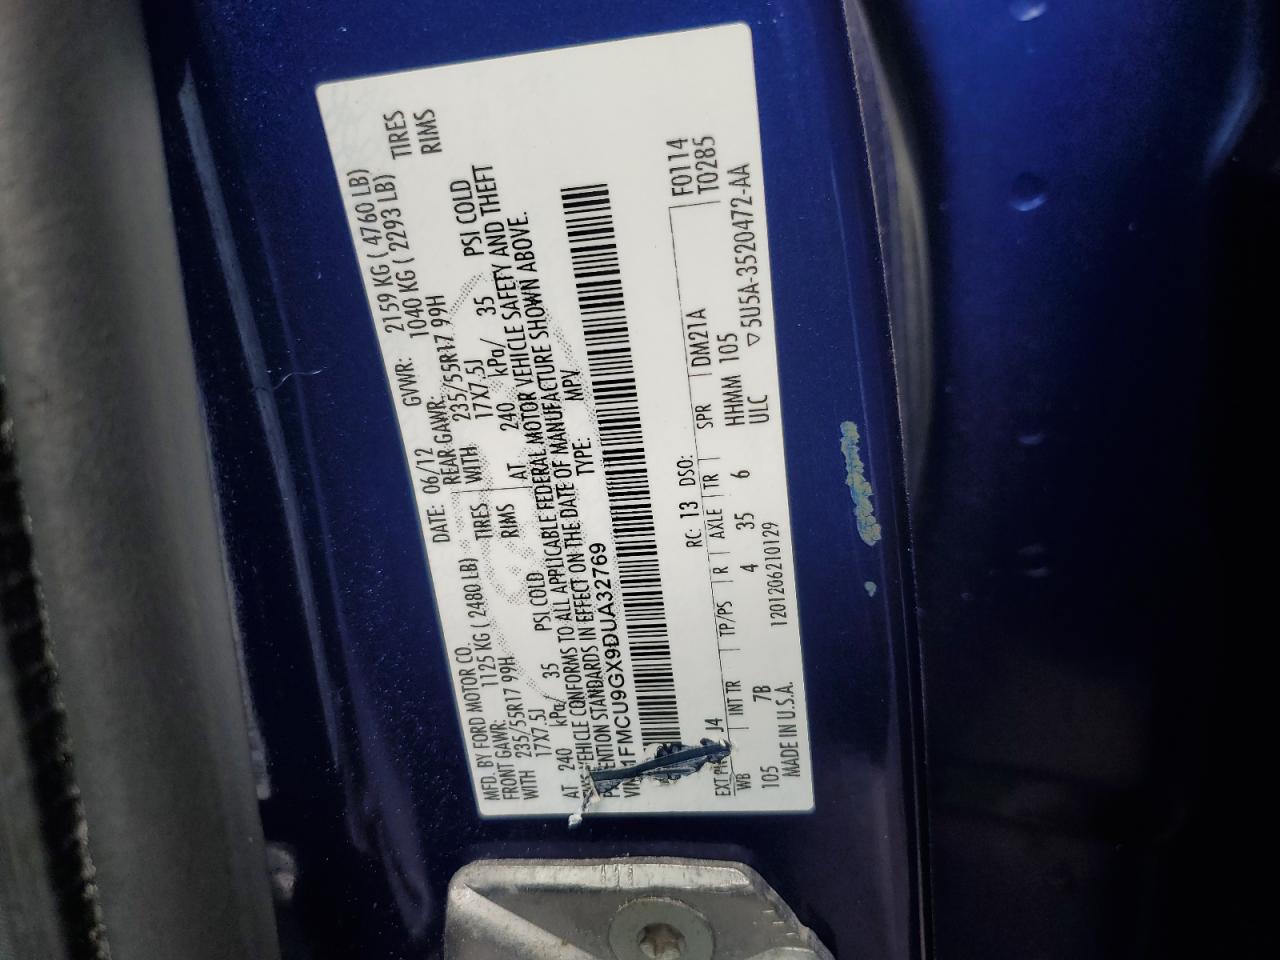 MFD. BY FORD MOTOR CO. DATE: 06/12 GVWR: 2159 KG ( 4760 LB)
FRONT GAWR: 1125 KG ( 2480 LB) REAR GAWR: 1040 KG ( 2293 LB)
WITH 235/55R17 99H TIRES WITH 235/55R17 99H TIRES
17X7.5J RIMS 17X7.5J RIMS
AT 240 kPa/ 35 PSI COLD AT 240 kPa/ 35 PSI COLD
VEHICLE CONFORMS TO ALL APPLICABLE FEDERAL MOTOR VEHICLE SAFETY AND THEFT
STANDARDS IN EFFECT ON THE DATE OF MANUFACTURE SHOWN ABOVE.
1FMCU9GX9DUA32769 TYPE: MPV
F0114
RC: 13 DSO: T0285
EXT J4
WB INT TR TP/PS R AXLE TR SPR DM21A
105 7B 4 35 6 HHMM 105
MADE IN U.S.A. 1201206210129 ULC ▽5U5A-3520472-AA